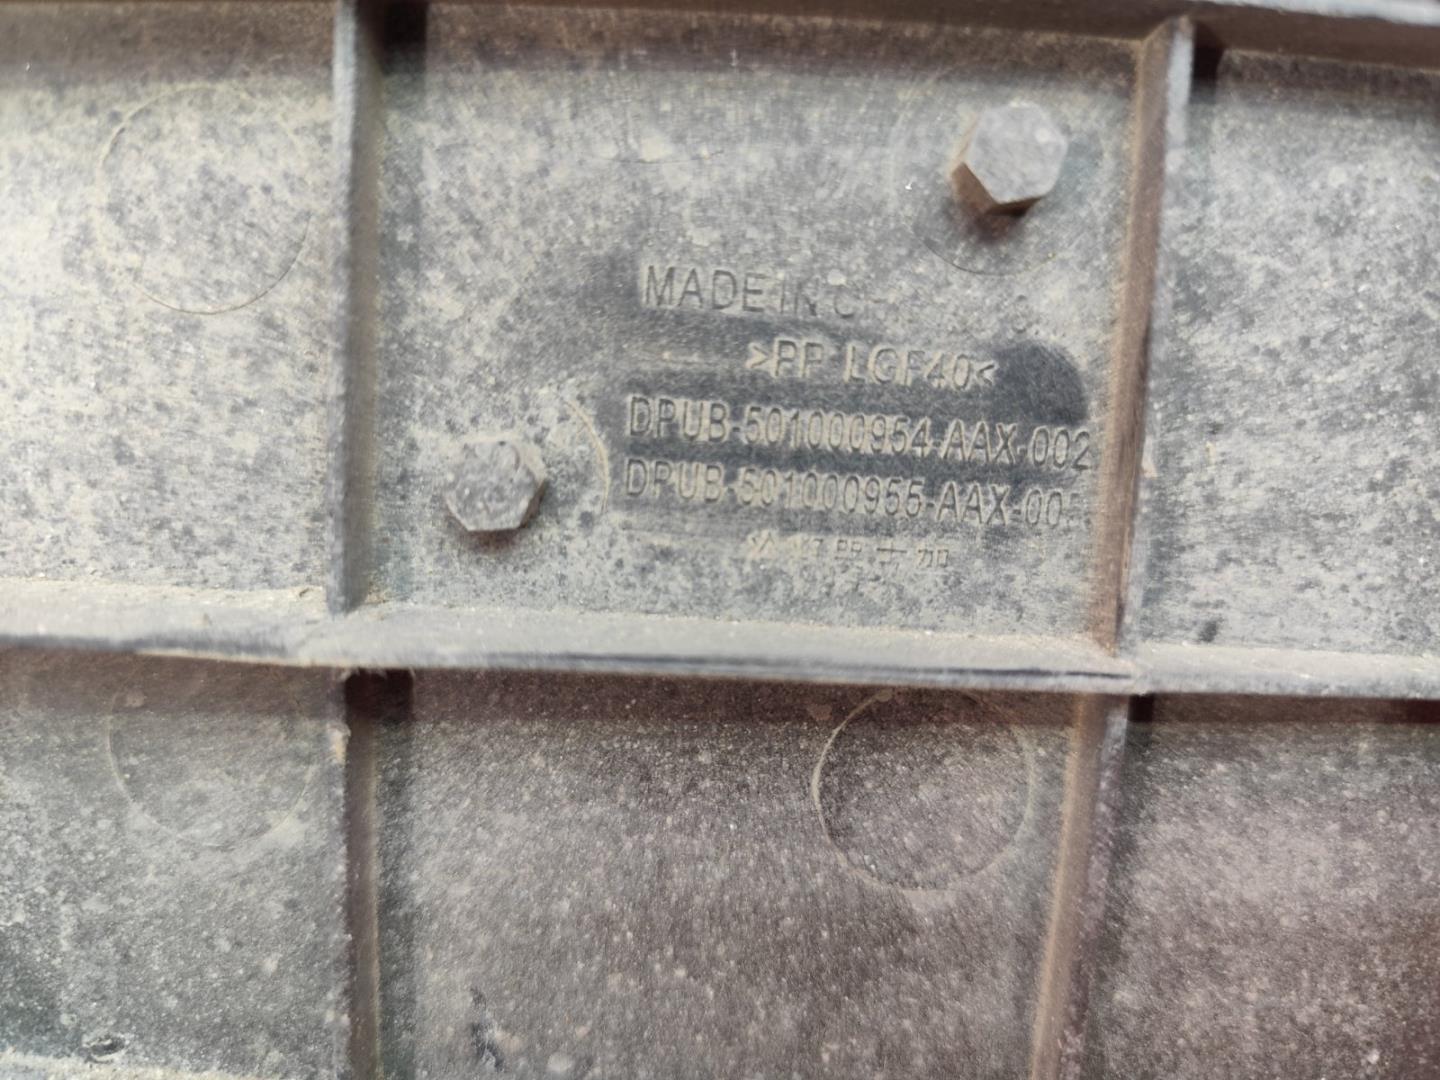 MADE IN
>PP LGF40<
DPUB-501000954-AAX-002
DPUB-501000955-AAX-00